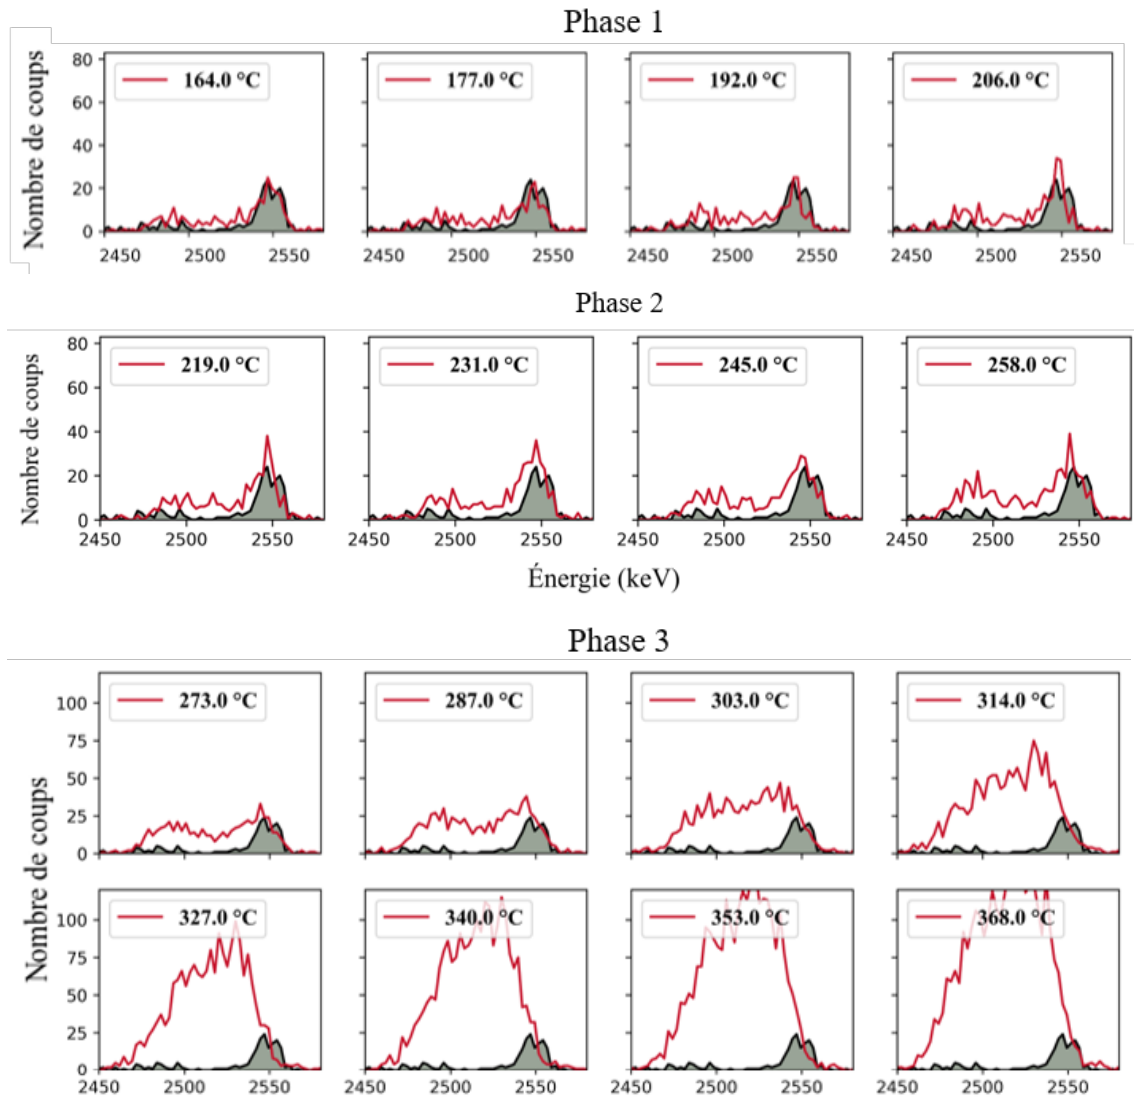 Phase 1
Nombre de coups
80
60
40
20
0
164.0 °C
177.0 °C
192.0 °C
206.0 °C
2450 2500 2550
2450 2500 2550
2450 2500 2550
2450 2500 2550
Phase 2
Nombre de coups
80
60
40
20
0
219.0 °C
231.0 °C
245.0 °C
258.0 °C
2450 2500 2550
2450 2500 2550
2450 2500 2550
2450 2500 2550
Énergie (keV)
Phase 3
Nombre de coups
100
75
50
25
0
273.0 °C
287.0 °C
303.0 °C
314.0 °C
100
75
50
25
0
327.0 °C
340.0 °C
353.0 °C
368.0 °C
2450 2500 2550
2450 2500 2550
2450 2500 2550
2450 2500 2550